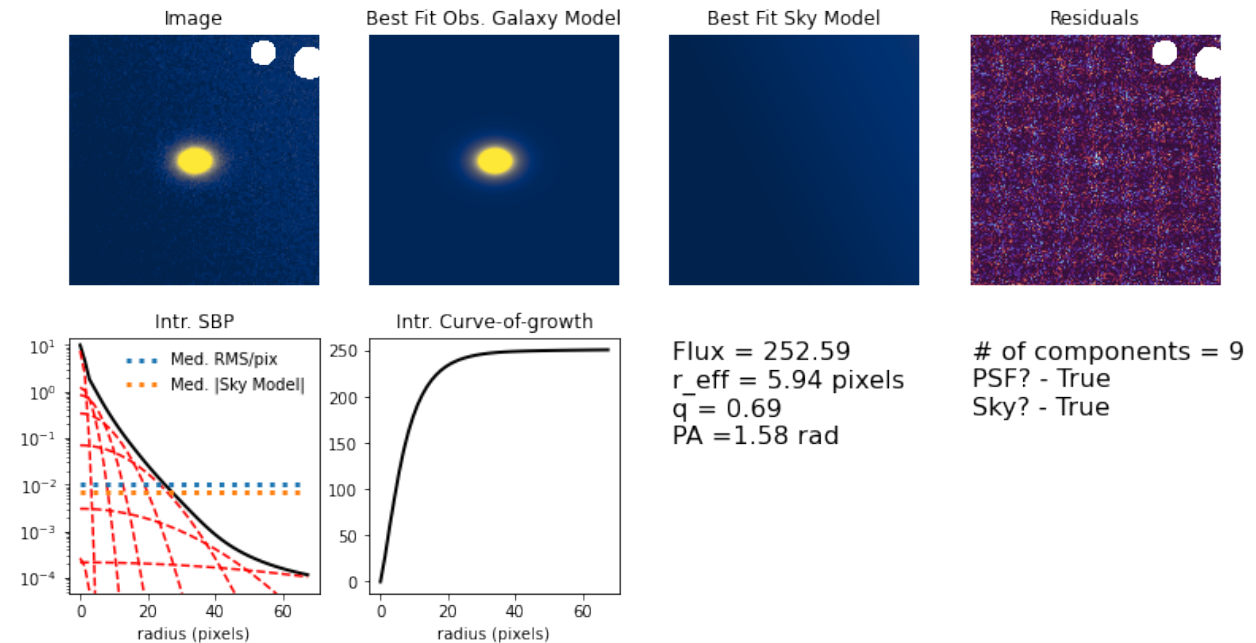 Image
Best Fit Obs. Galaxy Model
Best Fit Sky Model
Residuals
Intr. SBP
10¹
10⁰
10⁻¹
10⁻²
10⁻³
10⁻⁴
Med. RMS/pix
Med. |Sky Model|
0 20 40 60
radius (pixels)
Intr. Curve-of-growth
250
200
150
100
50
0
0 20 40 60
radius (pixels)
Flux = 252.59
r_eff = 5.94 pixels
q = 0.69
PA =1.58 rad
# of components = 9
PSF? - True
Sky? - True